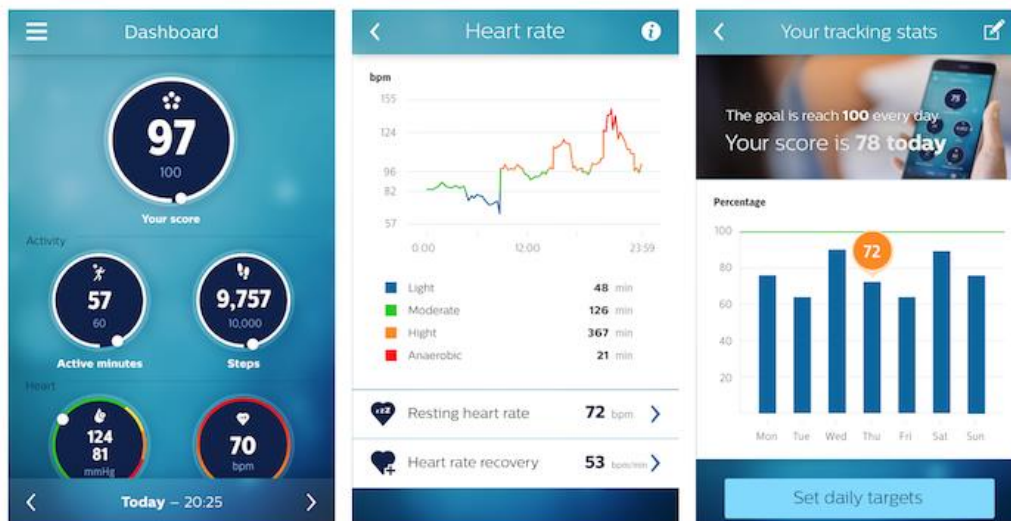 Dashboard
97
100
Your score
Activity
57
60
Active minutes
9,757
10,000
Steps
Heart
124
81
mmHg
70
bpm
Today – 20:25
Heart rate
bpm
155
124
96
82
57
0:00 12:00 23:59
Light 48 min
Moderate 126 min
Hight 367 min
Anaerobic 21 min
zzZ
Resting heart rate 72 bpm
Heart rate recovery 53 bpm/min
Your tracking stats
The goal is reach 100 every day
Your score is 78 today
75
Percentage
100
80
60
40
20
72
Mon Tue Wed Thu Fri Sat Sun
Set daily targets